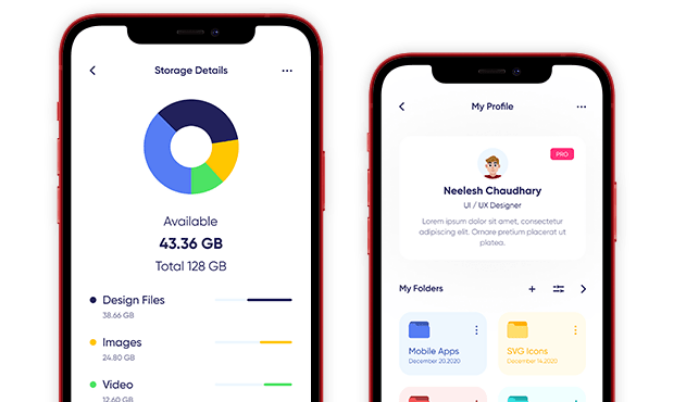 Storage Details
Available
43.36 GB
Total 128 GB
Design Files
38.66 GB
Images
24.80 GB
Video
12.60 GB
My Profile
PRO
Neelesh Chaudhary
UI / UX Designer
Lorem ipsum dolor sit amet, consectetur
adipiscing elit. Ornare pretium placerat ut
platea.
My Folders
Mobile Apps
December 20.2020
SVG Icons
December 14.2020